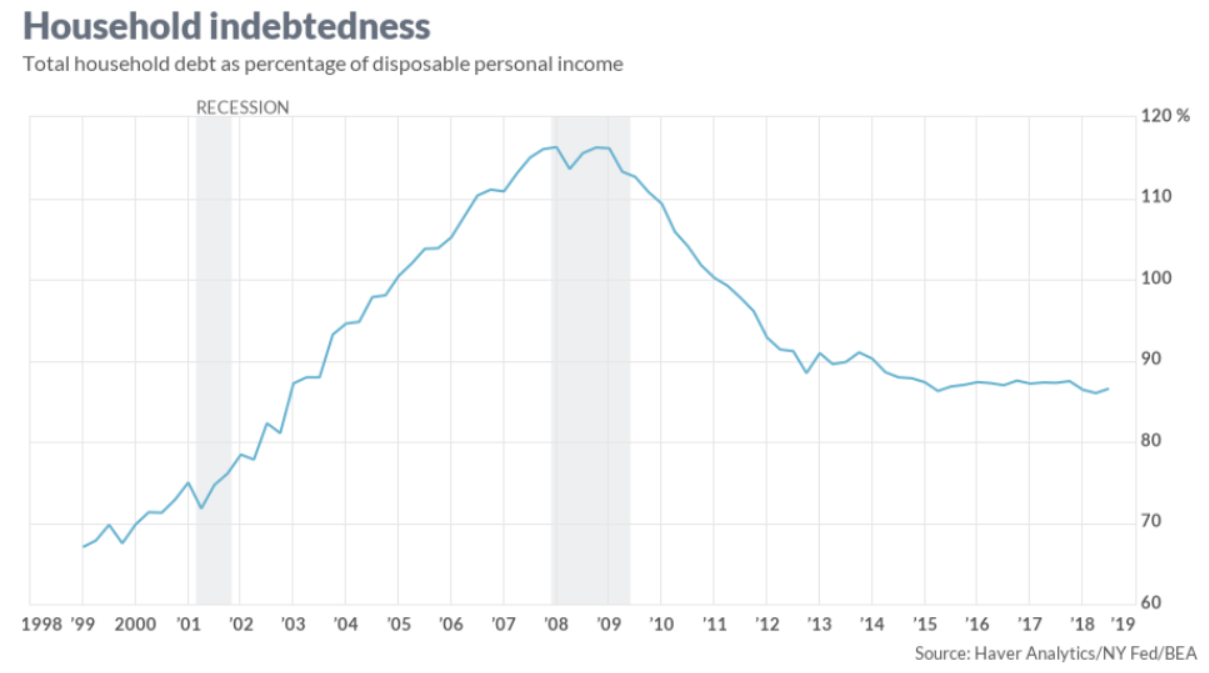 Household indebtedness
Total household debt as percentage of disposable personal income
RECESSION
120 %
110
100
90
80
70
60
1998 '99 2000 '01 '02 '03 '04 '05 '06 '07 '08 '09 '10 '11 '12 '13 '14 '15 '16 '17 '18 '19
Source: Haver Analytics/NY Fed/BEA